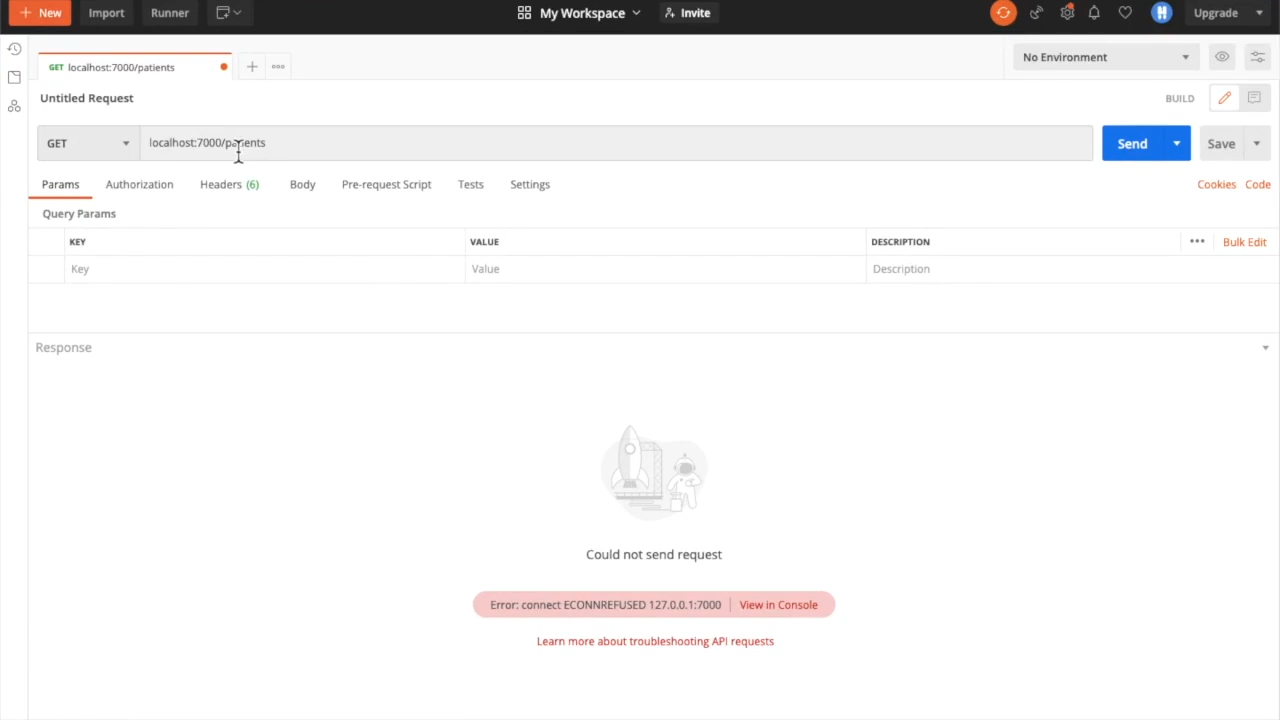 New Import Runner My Workspace Invite Upgrade
GET localhost:7000/patients No Environment
Untitled Request BUILD
GET localhost:7000/patients Send Save
Params Authorization Headers (6) Body Pre-request Script Tests Settings Cookies Code
Query Params
KEY VALUE DESCRIPTION Bulk Edit
Key Value Description
Response
Could not send request
Error: connect ECONNREFUSED 127.0.0.1:7000 View in Console
Learn more about troubleshooting API requests